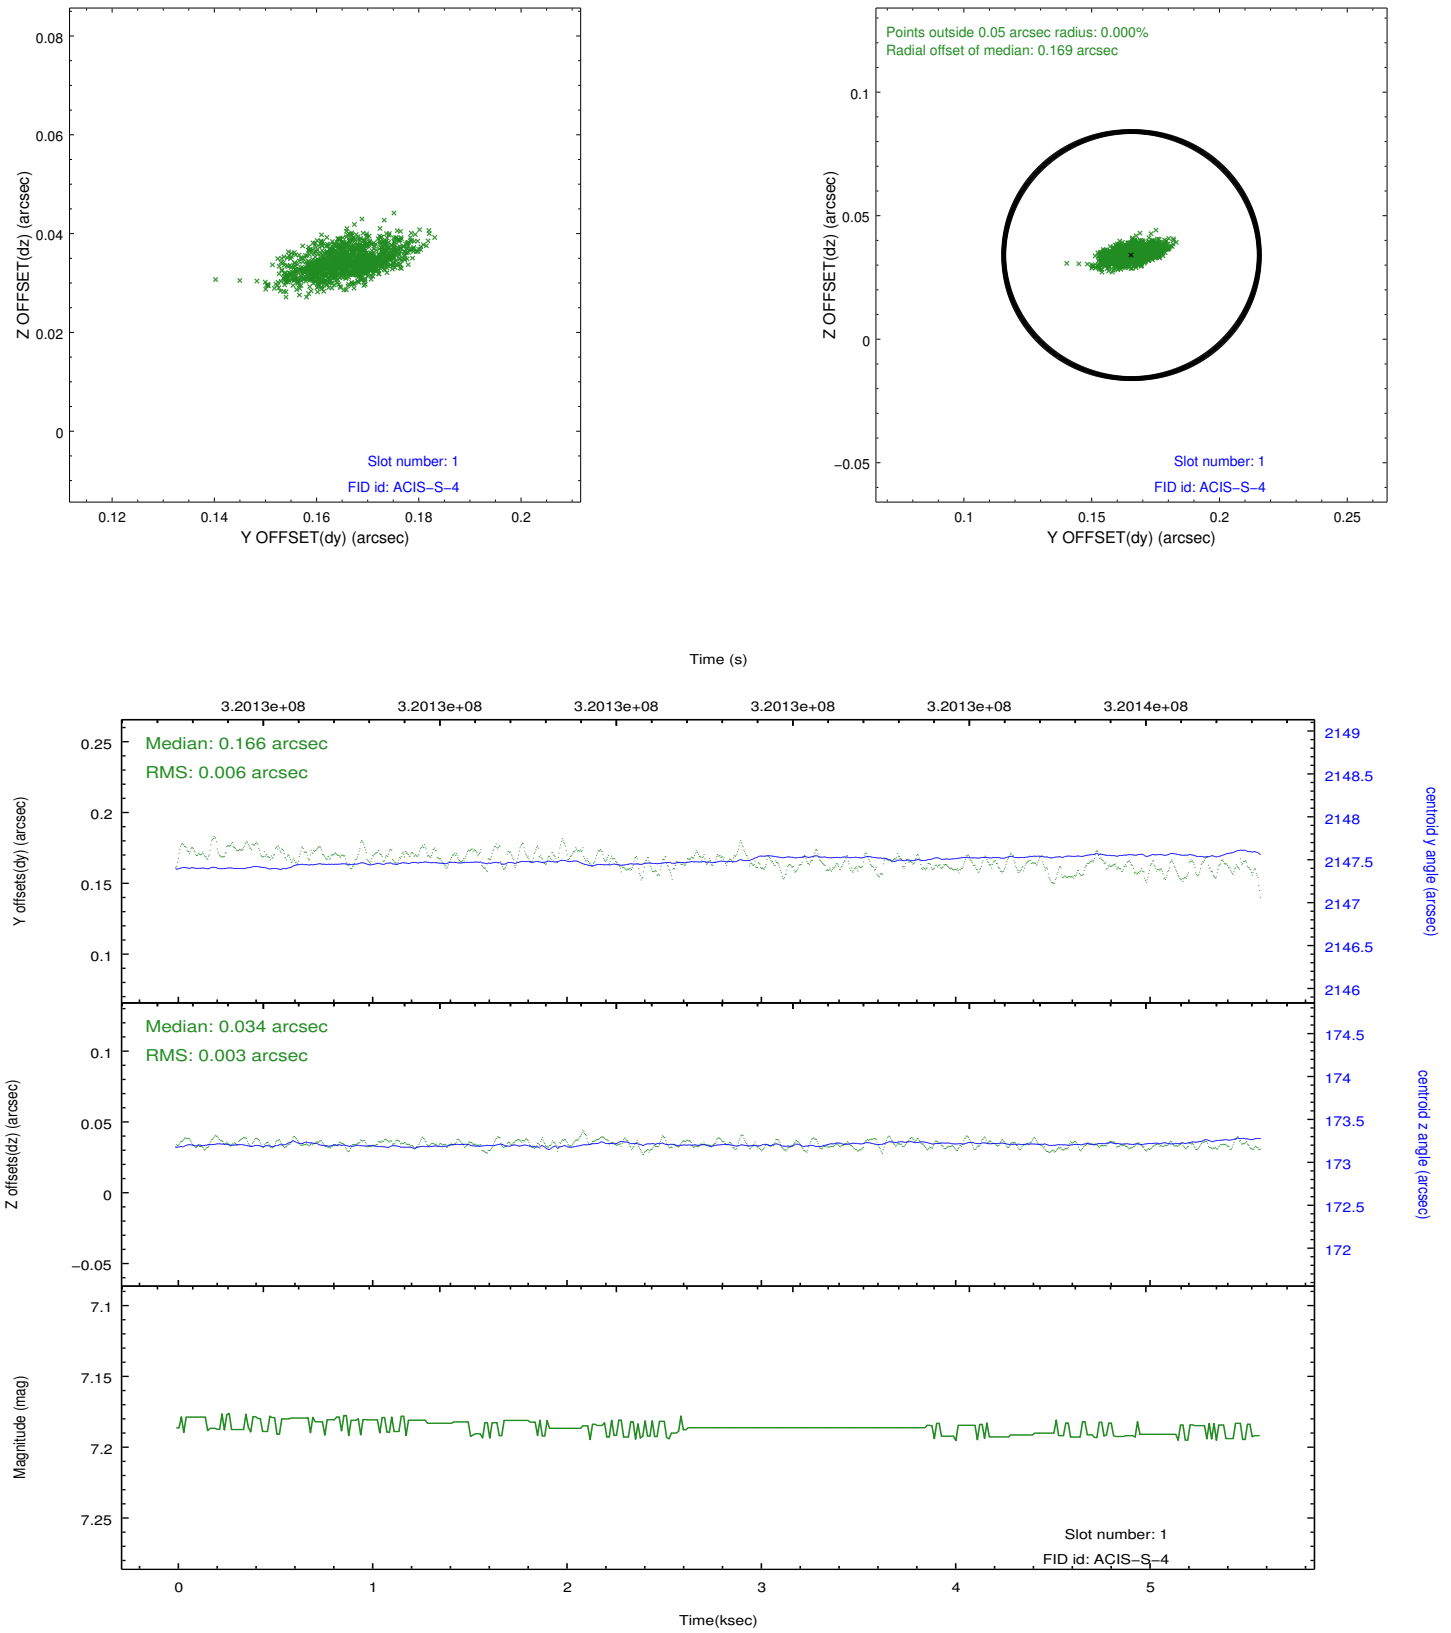 0.08
0.06
0.04
0.02
0
Z OFFSET(dz) (arcsec)
Slot number: 1
FID id: ACIS−S−4
0.12 0.14 0.16 0.18 0.2
Y OFFSET(dy) (arcsec)
Points outside 0.05 arcsec radius: 0.000%
Radial offset of median: 0.169 arcsec
0.1
0.05
0
−0.05
Z OFFSET(dz) (arcsec)
Slot number: 1
FID id: ACIS−S−4
0.1 0.15 0.2 0.25
Y OFFSET(dy) (arcsec)
Time (s)
3.2013e+08 3.2013e+08 3.2013e+08 3.2013e+08 3.2013e+08 3.2014e+08
Median: 0.166 arcsec
RMS: 0.006 arcsec
0.25
0.2
0.15
0.1
Y offsets(dy) (arcsec)
2149
2148.5
2148
2147.5
2147
2146.5
2146
centroid y angle (arcsec)
Median: 0.034 arcsec
RMS: 0.003 arcsec
0.1
0.05
0
−0.05
Z offsets(dz) (arcsec)
174.5
174
173.5
173
172.5
172
centroid z angle (arcsec)
7.1
7.15
7.2
7.25
Magnitude (mag)
Slot number: 1
FID id: ACIS−S−4
0 1 2 3 4 5
Time(ksec)